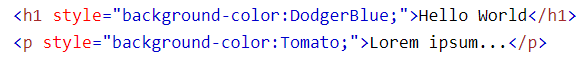 <h1 style="background-color:DodgerBlue;">Hello World</h1>
<p style="background-color:Tomato;">Lorem ipsum...</p>